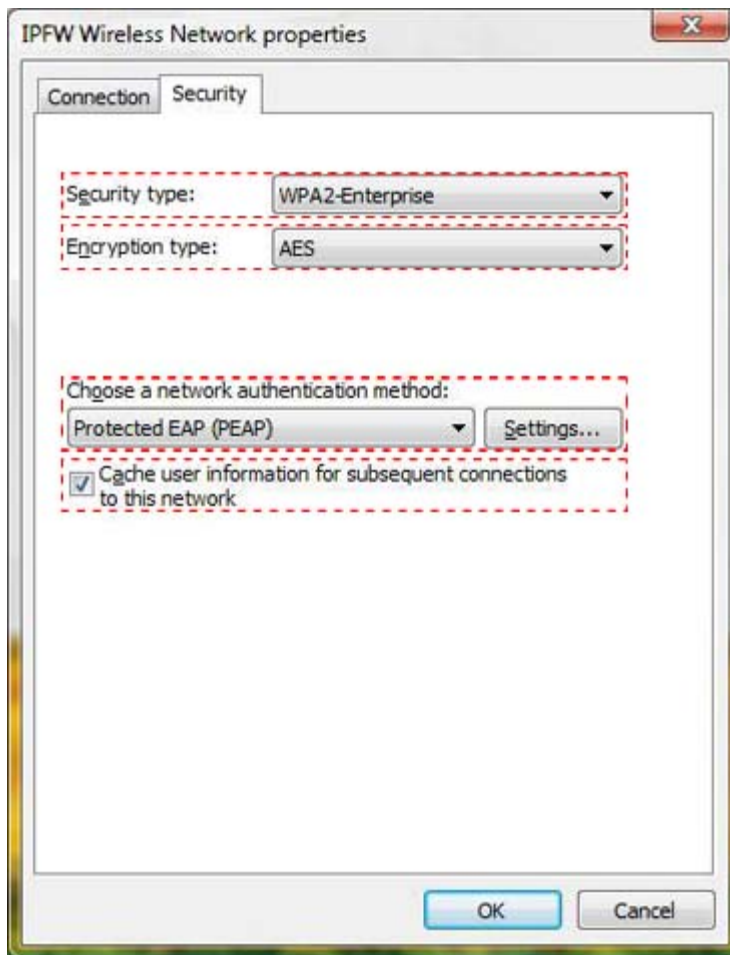 IPFW Wireless Network properties
Connection
Security
Security type:
WPA2-Enterprise
Encryption type:
AES
Choose a network authentication method:
Protected EAP (PEAP)
Settings...
Cache user information for subsequent connections
to this network
OK
Cancel